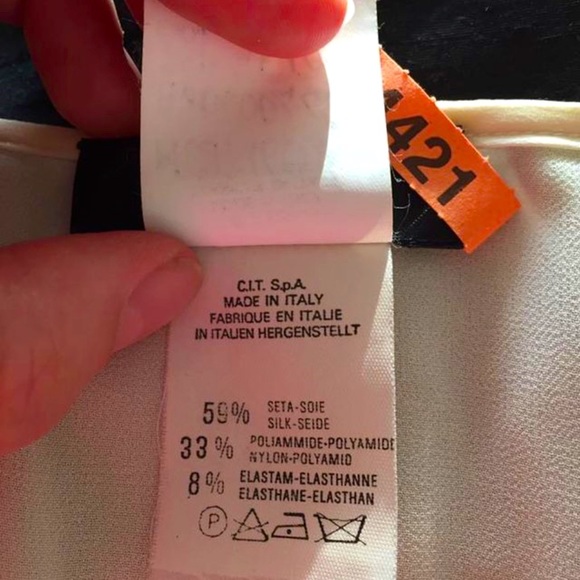 421
C.I.T. S.p.A.
MADE IN ITALY
FABRIQUE EN ITALIE
IN ITALIEN HERGENSTELLT
59% SETA-SOIE
SILK-SEIDE
33% POLIAMMIDE-POLYAMIDE
NYLON-POLYAMID
8% ELASTAM-ELASTHANNE
ELASTHANE-ELASTHAN
P